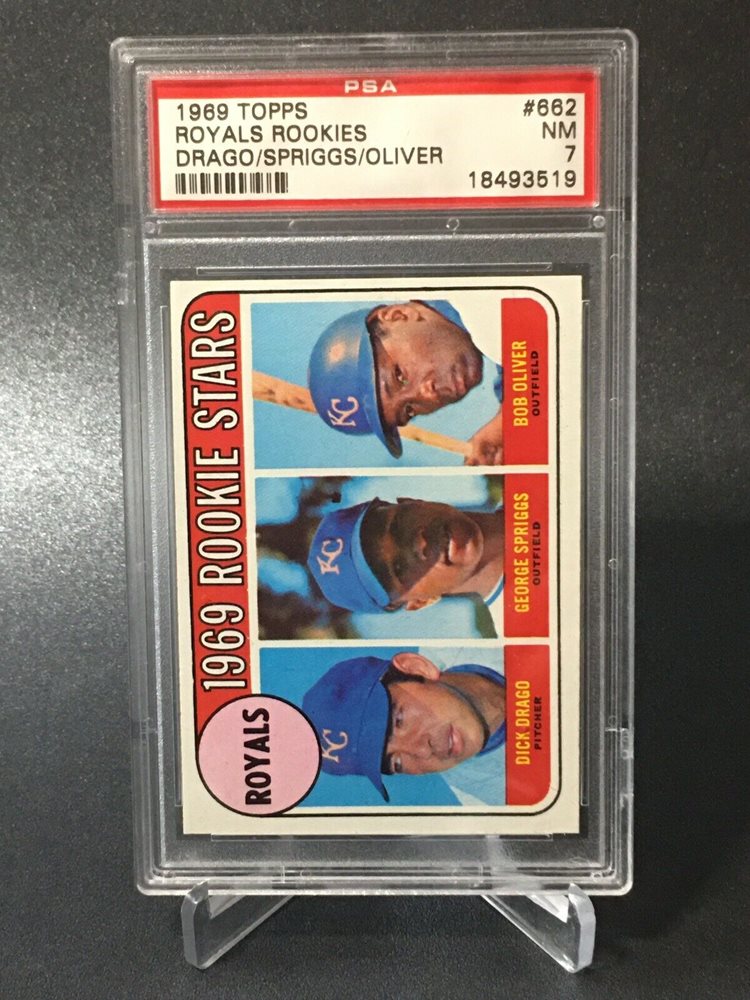 PSA
1969 TOPPS #662
ROYALS ROOKIES NM
DRAGO/SPRIGGS/OLIVER 7
18493519
1969 ROOKIE STARS
ROYALS
KC
KC
KC
DICK DRAGO
PITCHER
GEORGE SPRIGGS
OUTFIELD
BOB OLIVER
OUTFIELD